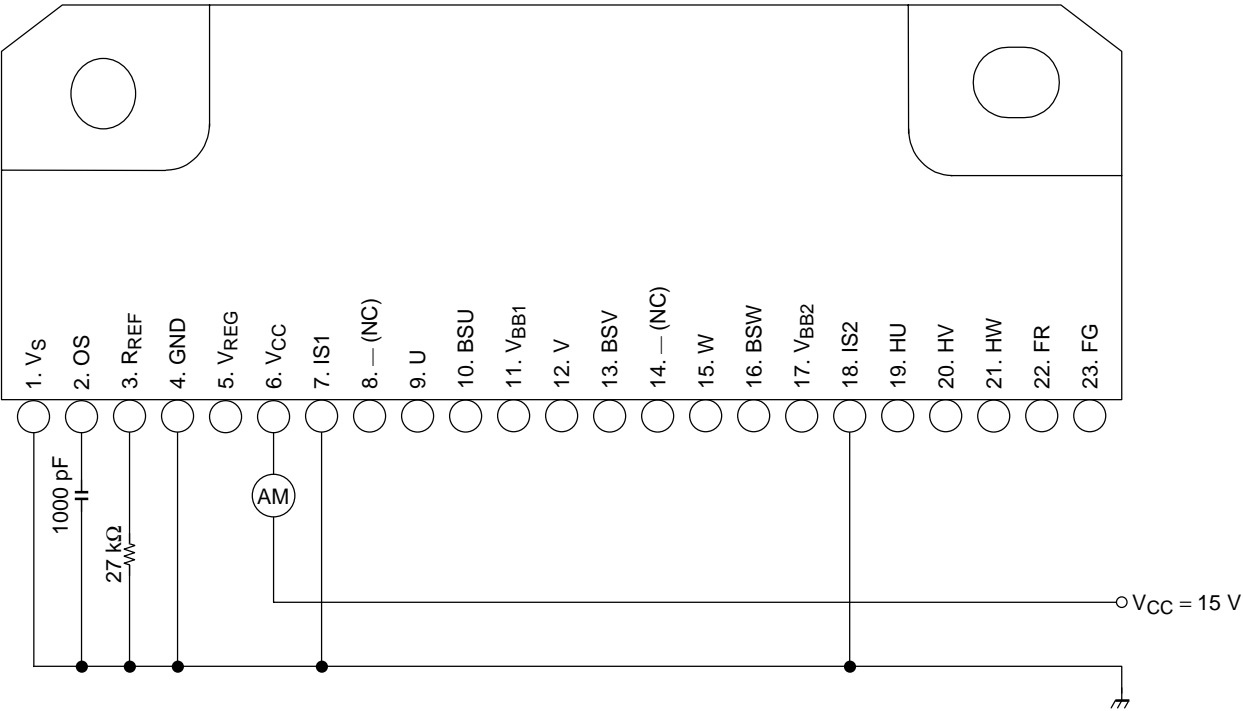 1. VS
2. OS
3. RREF
4. GND
5. VREG
6. VCC
7. IS1
8. — (NC)
9. U
10. BSU
11. VBB1
12. V
13. BSV
14. — (NC)
15. W
16. BSW
17. VBB2
18. IS2
19. HU
20. HV
21. HW
22. FR
23. FG
1000 pF
27 kΩ
AM
VCC = 15 V